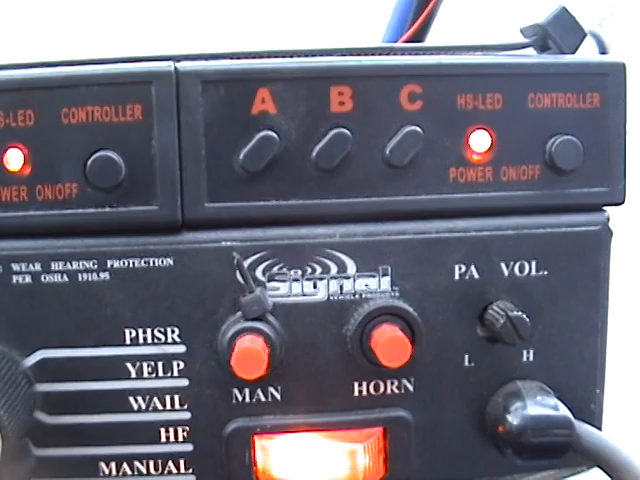 S-LED CONTROLLER
WER ON/OFF
A B C HS-LED CONTROLLER
POWER ON/OFF
WEAR HEARING PROTECTION
PER OSHA 1910.95
Signal
VEHICLE PRODUCTS
PA VOL.
L H
PHSR
YELP
WAIL
HF
MANUAL
MAN
HORN